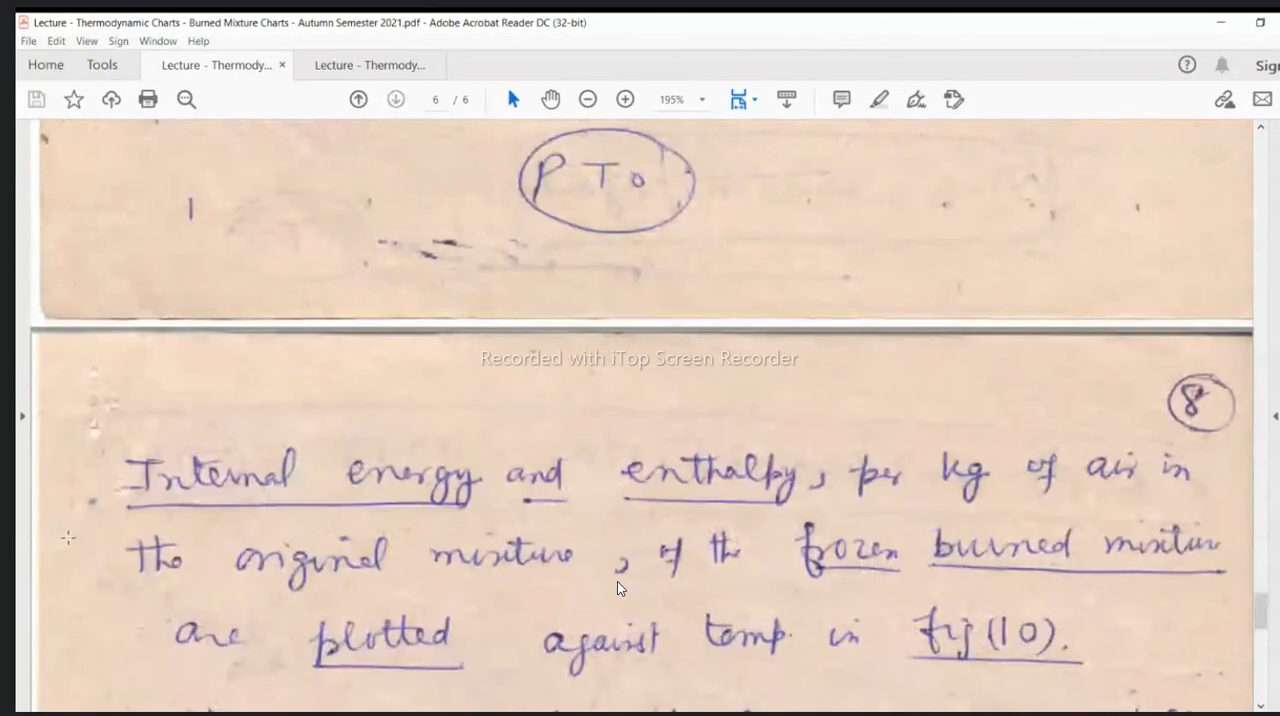 Lecture - Thermodynamic Charts - Burned Mixture Charts - Autumn Semester 2021.pdf - Adobe Acrobat Reader DC (32-bit)
File Edit View Sign Window Help
Home Tools Lecture - Thermody... × Lecture - Thermody... Sign
6 / 6 195%
PTO
Recorded with iTop Screen Recorder
8
Internal energy and enthalpy, per kg of air in
the original mixture, of the frozen burned mixture
are plotted against temp. in fig(10).